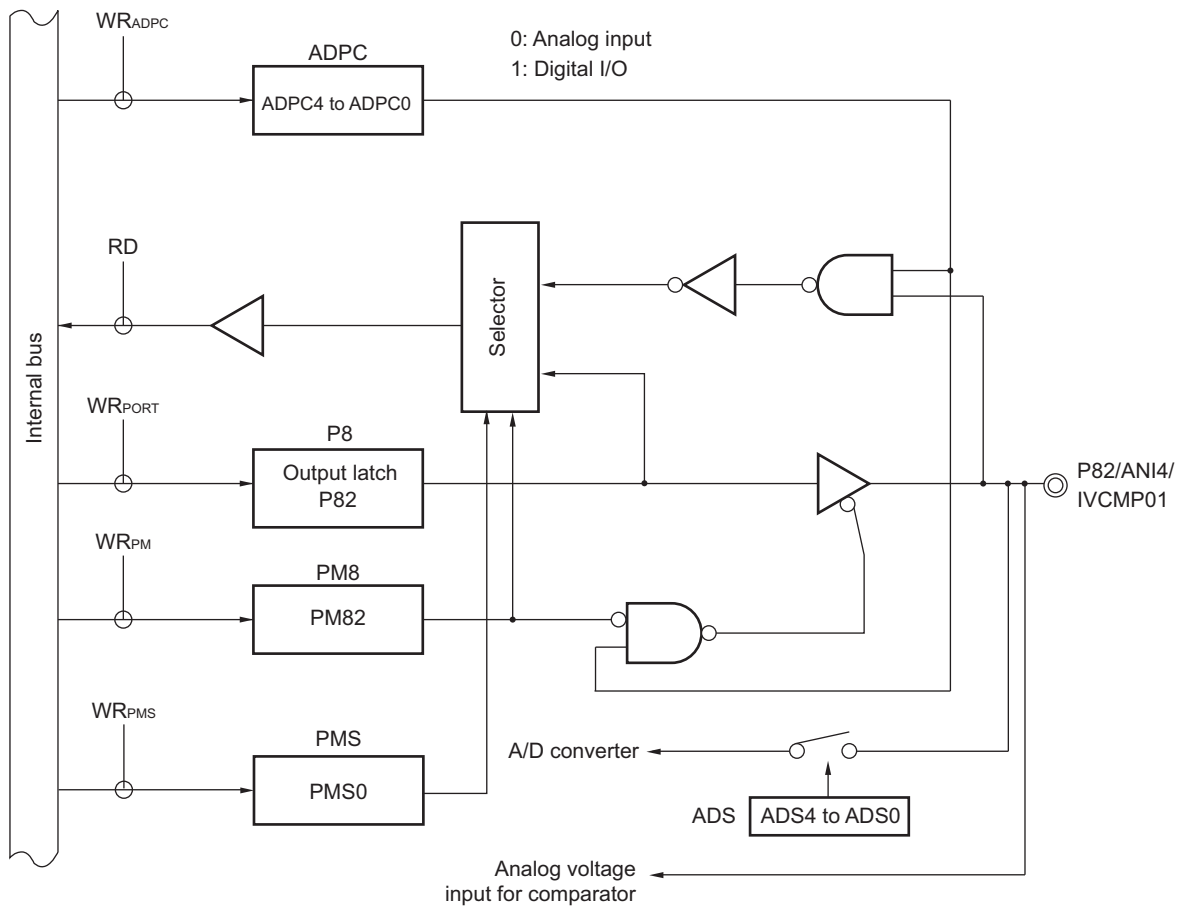 WRADPC
ADPC
0: Analog input
1: Digital I/O
ADPC4 to ADPC0
RD
Selector
Internal bus
WRPORT
P8
Output latch
P82
P82/ANI4/
IVCMP01
WRPM
PM8
PM82
WRPMS
PMS
PMS0
A/D converter
ADS
ADS4 to ADS0
Analog voltage
input for comparator